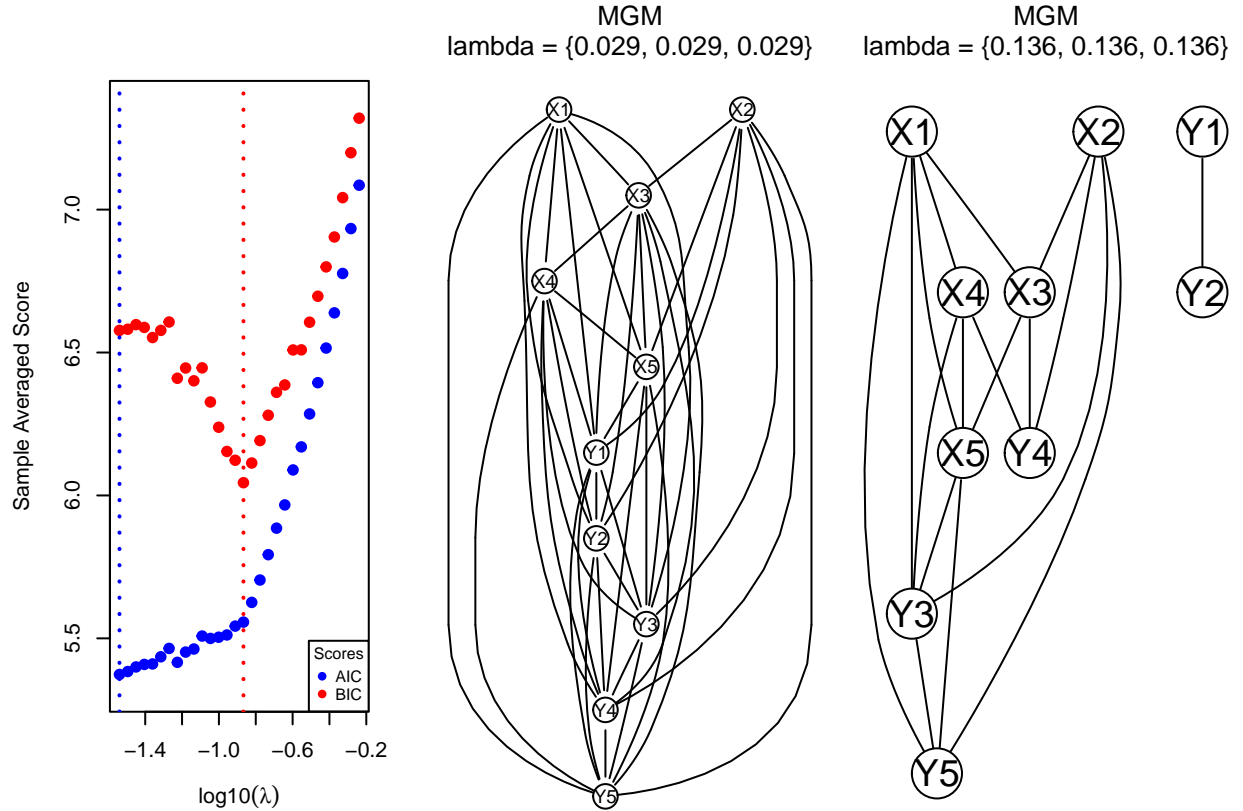 Sample Averaged Score
7.0
6.5
6.0
5.5
−1.4
−1.0
−0.6
−0.2
log10(λ)
Scores
AIC
BIC
MGM
lambda = {0.029, 0.029, 0.029}
X1
X2
X3
X4
X5
Y1
Y2
Y3
Y4
Y5
MGM
lambda = {0.136, 0.136, 0.136}
X1
X2
Y1
X4
X3
Y2
X5
Y4
Y3
Y5